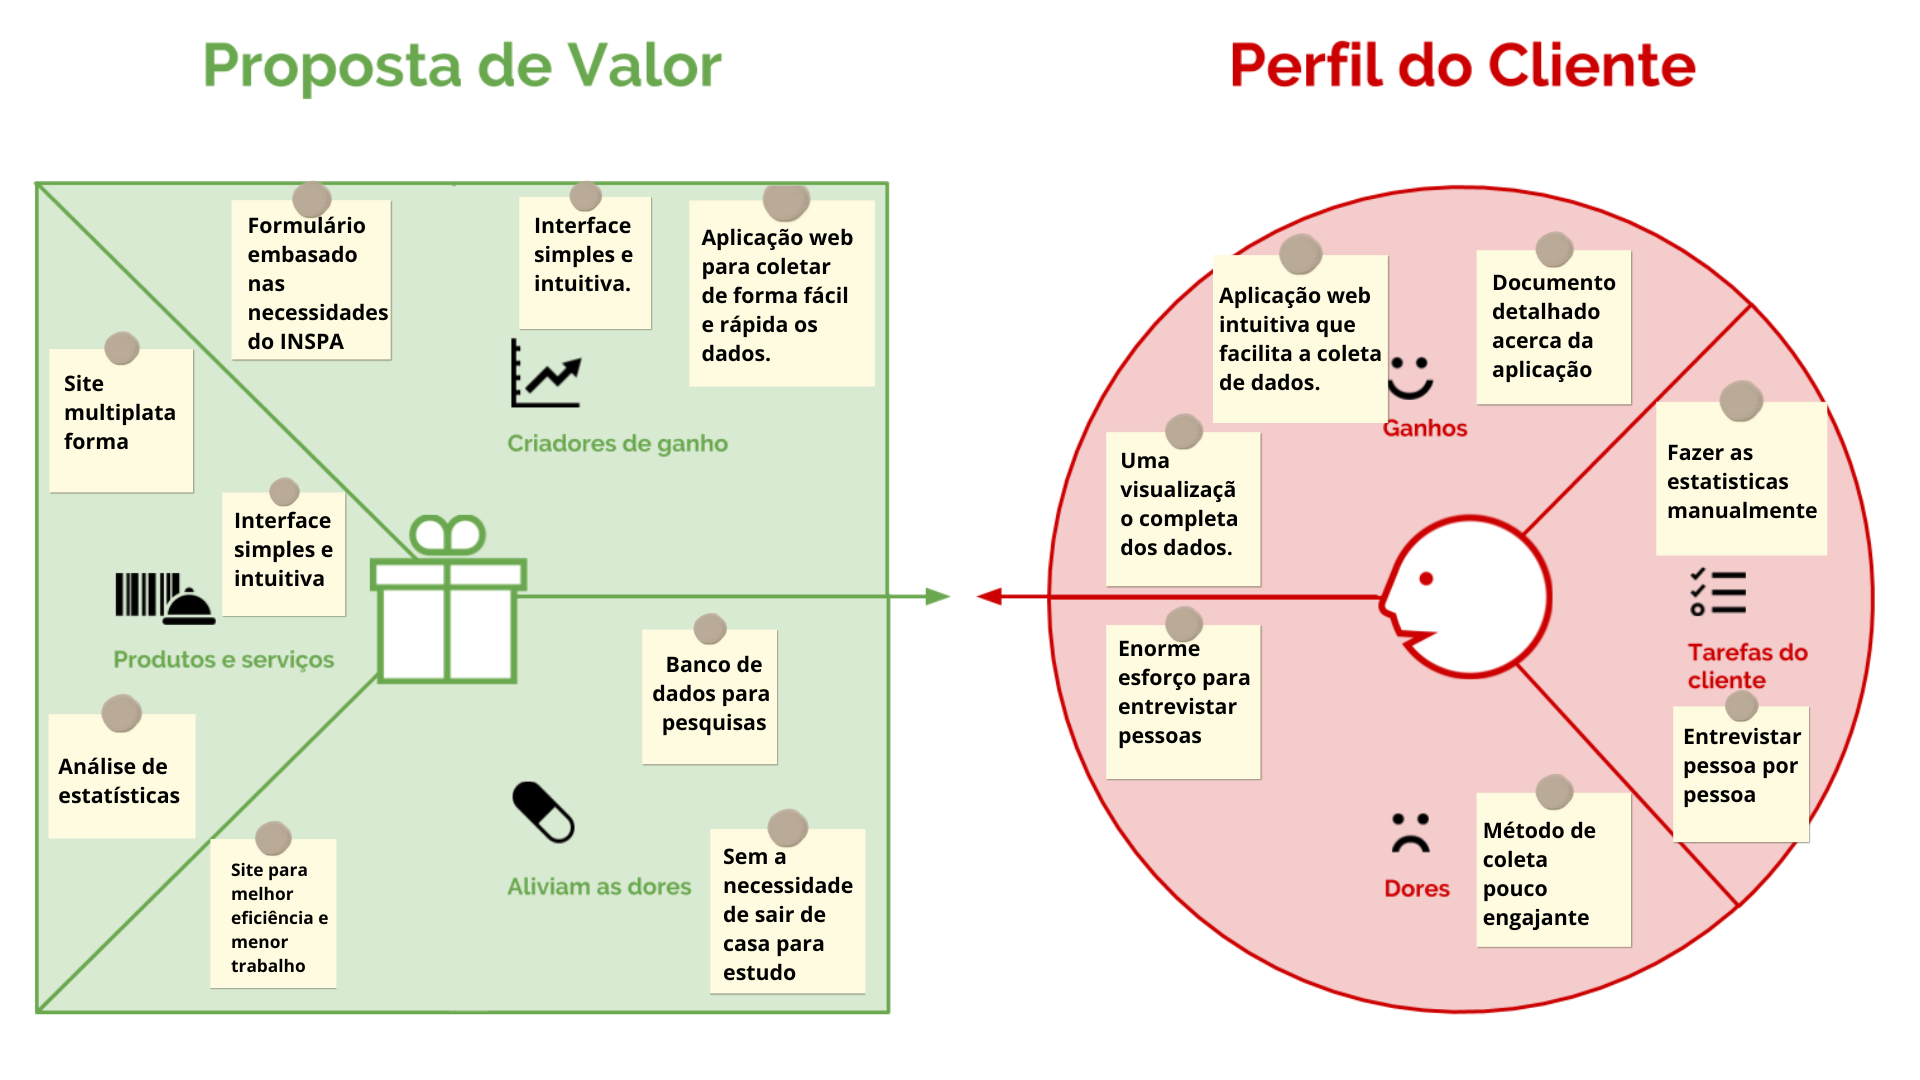 Proposta de Valor
Formulário
embasado
nas
necessidades
do INSPA
Interface
simples e
intuitiva.
Aplicação web
para coletar
de forma fácil
e rápida os
dados.
Criadores de ganho
Site
multiplata
forma
Interface
simples e
intuitiva
Produtos e serviços
Análise de
estatísticas
Banco de
dados para
pesquisas
Site para
melhor
eficiência e
menor
trabalho
Aliviam as dores
Sem a
necessidade
de sair de
casa para
estudo
Perfil do Cliente
Aplicação web
intuitiva que
facilita a coleta
de dados.
Documento
detalhado
acerca da
aplicação
Ganhos
Uma
visualizaçã
o completa
dos dados.
Fazer as
estatisticas
manualmente
Tarefas do
cliente
Entrevistar
pessoa por
pessoa
Enorme
esforço para
entrevistar
pessoas
Dores
Método de
coleta
pouco
engajante